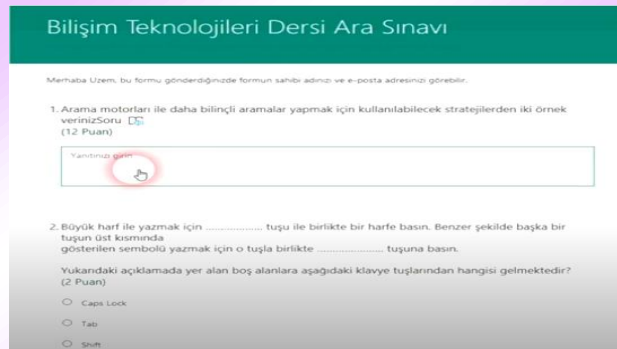 Bilişim Teknolojileri Dersi Ara Sınavı
Merhaba Uzem, bu formu gönderdiğinizde formun sahibi adınızı ve e-posta adresinizi görebilir.
1. Arama motorları ile daha bilinçli aramalar yapmak için kullanılabilecek stratejilerden iki örnek
verinizSoru
(12 Puan)
Yanıtınızı girin
2. Büyük harf ile yazmak için ................... tuşu ile birlikte bir harfe basın. Benzer şekilde başka bir
tuşun üst kısmında
gösterilen sembolü yazmak için o tuşla birlikte ..................... tuşuna basın.
Yukarıdaki açıklamada yer alan boş alanlara aşağıdaki klavye tuşlarından hangisi gelmektedir?
(2 Puan)
Caps Lock
Tab
Shift